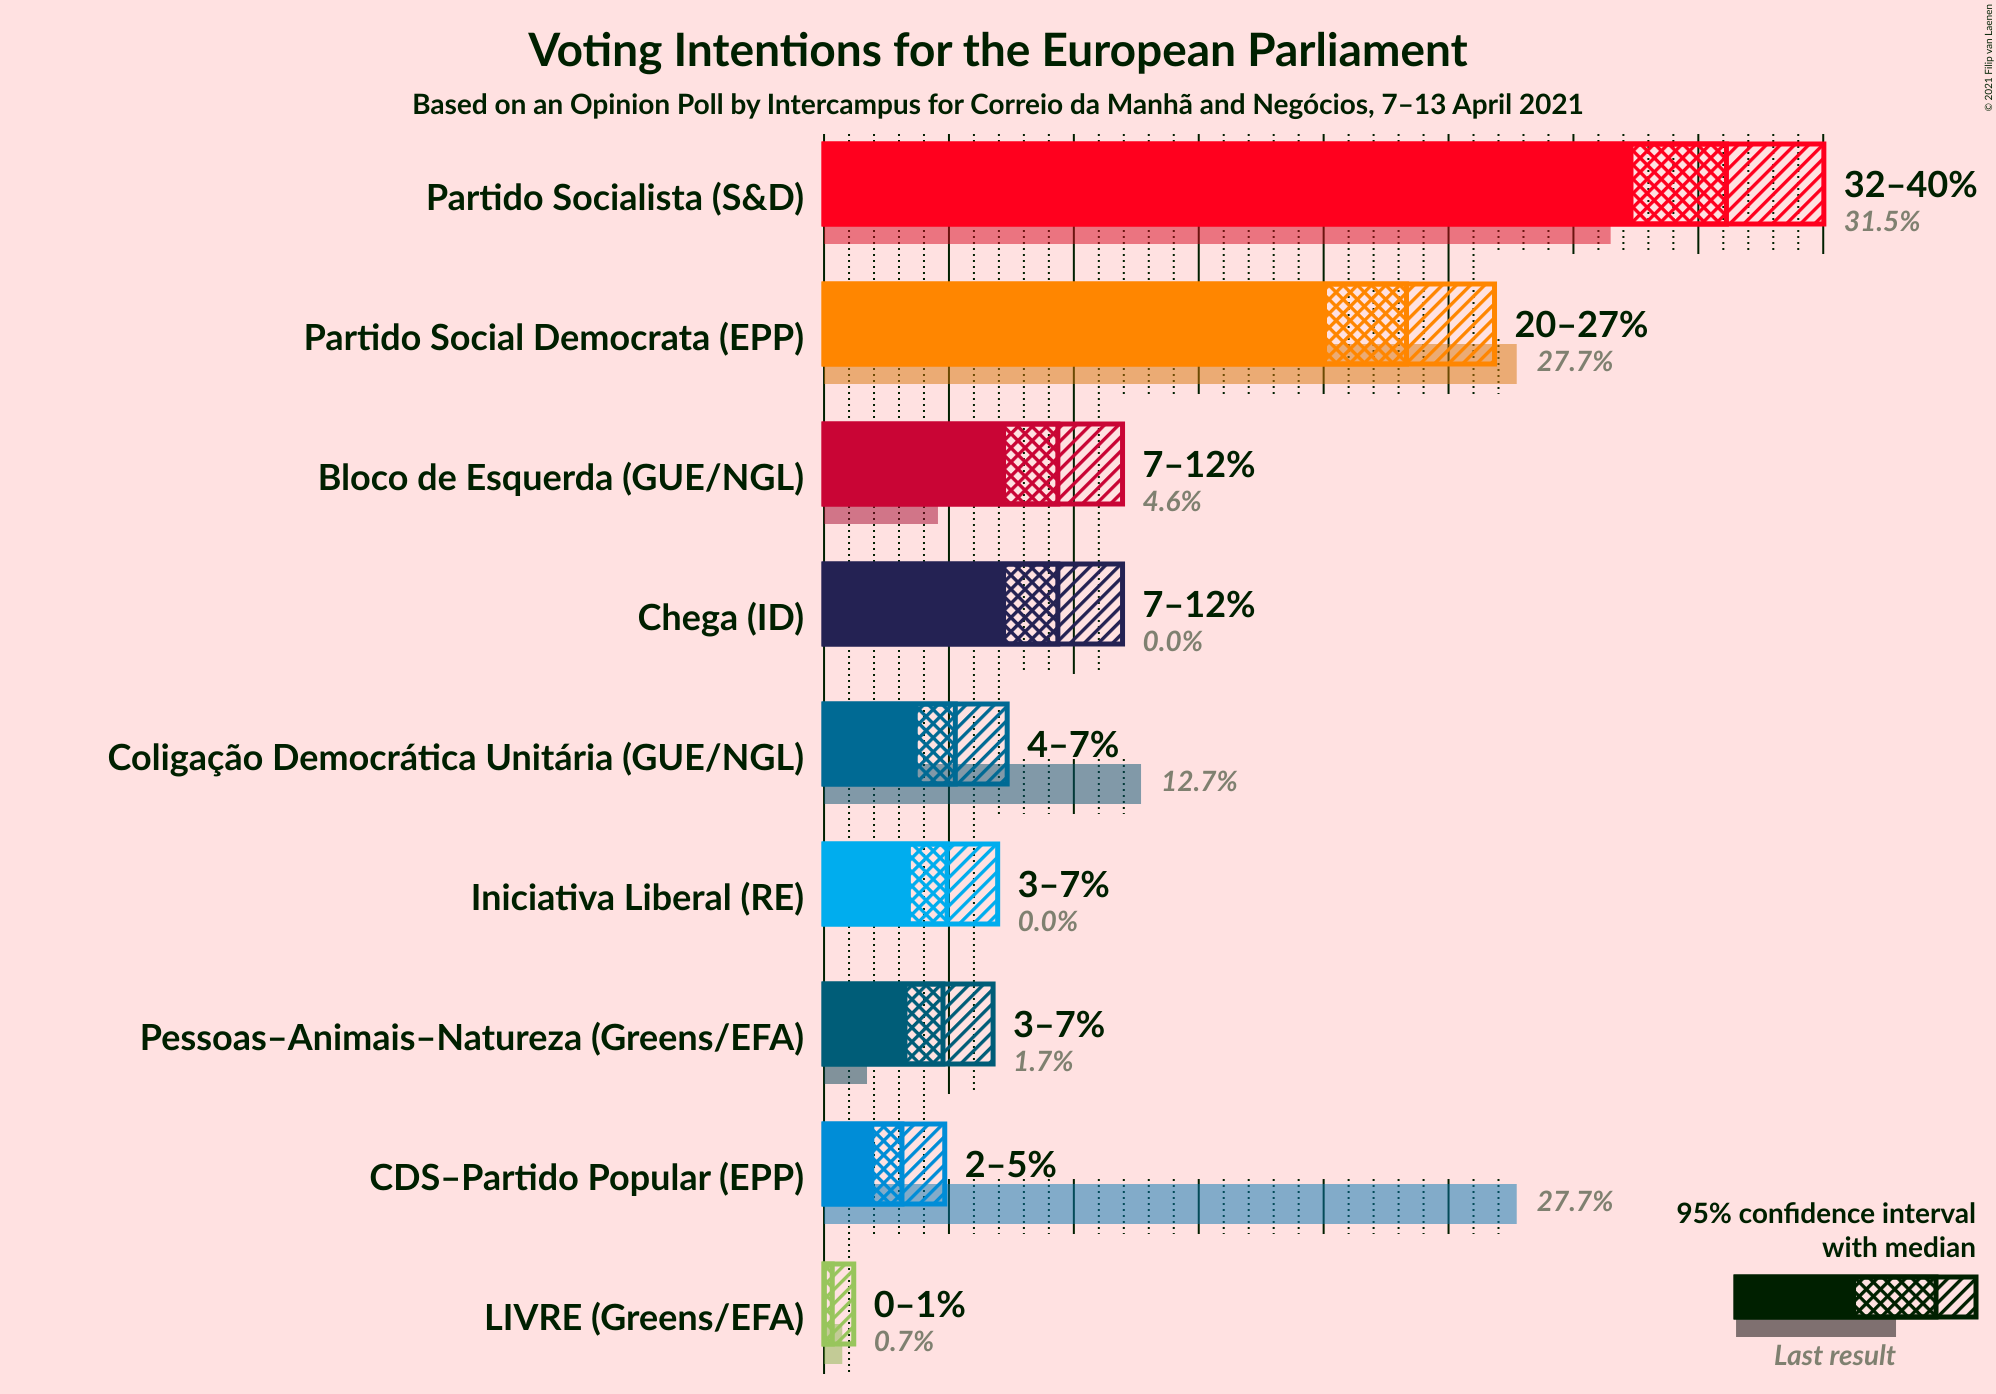 Voting Intentions for the European Parliament
Based on an Opinion Poll by Intercampus for Correio da Manhã and Negócios, 7–13 April 2021
© 2021 Filip van Laenen
Partido Socialista (S&D)
32–40%
31.5%
Partido Social Democrata (EPP)
20–27%
27.7%
Bloco de Esquerda (GUE/NGL)
7–12%
4.6%
Chega (ID)
7–12%
0.0%
Coligação Democrática Unitária (GUE/NGL)
4–7%
12.7%
Iniciativa Liberal (RE)
3–7%
0.0%
Pessoas–Animais–Natureza (Greens/EFA)
3–7%
1.7%
CDS–Partido Popular (EPP)
2–5%
27.7%
LIVRE (Greens/EFA)
0–1%
0.7%
95% confidence interval
with median
Last result